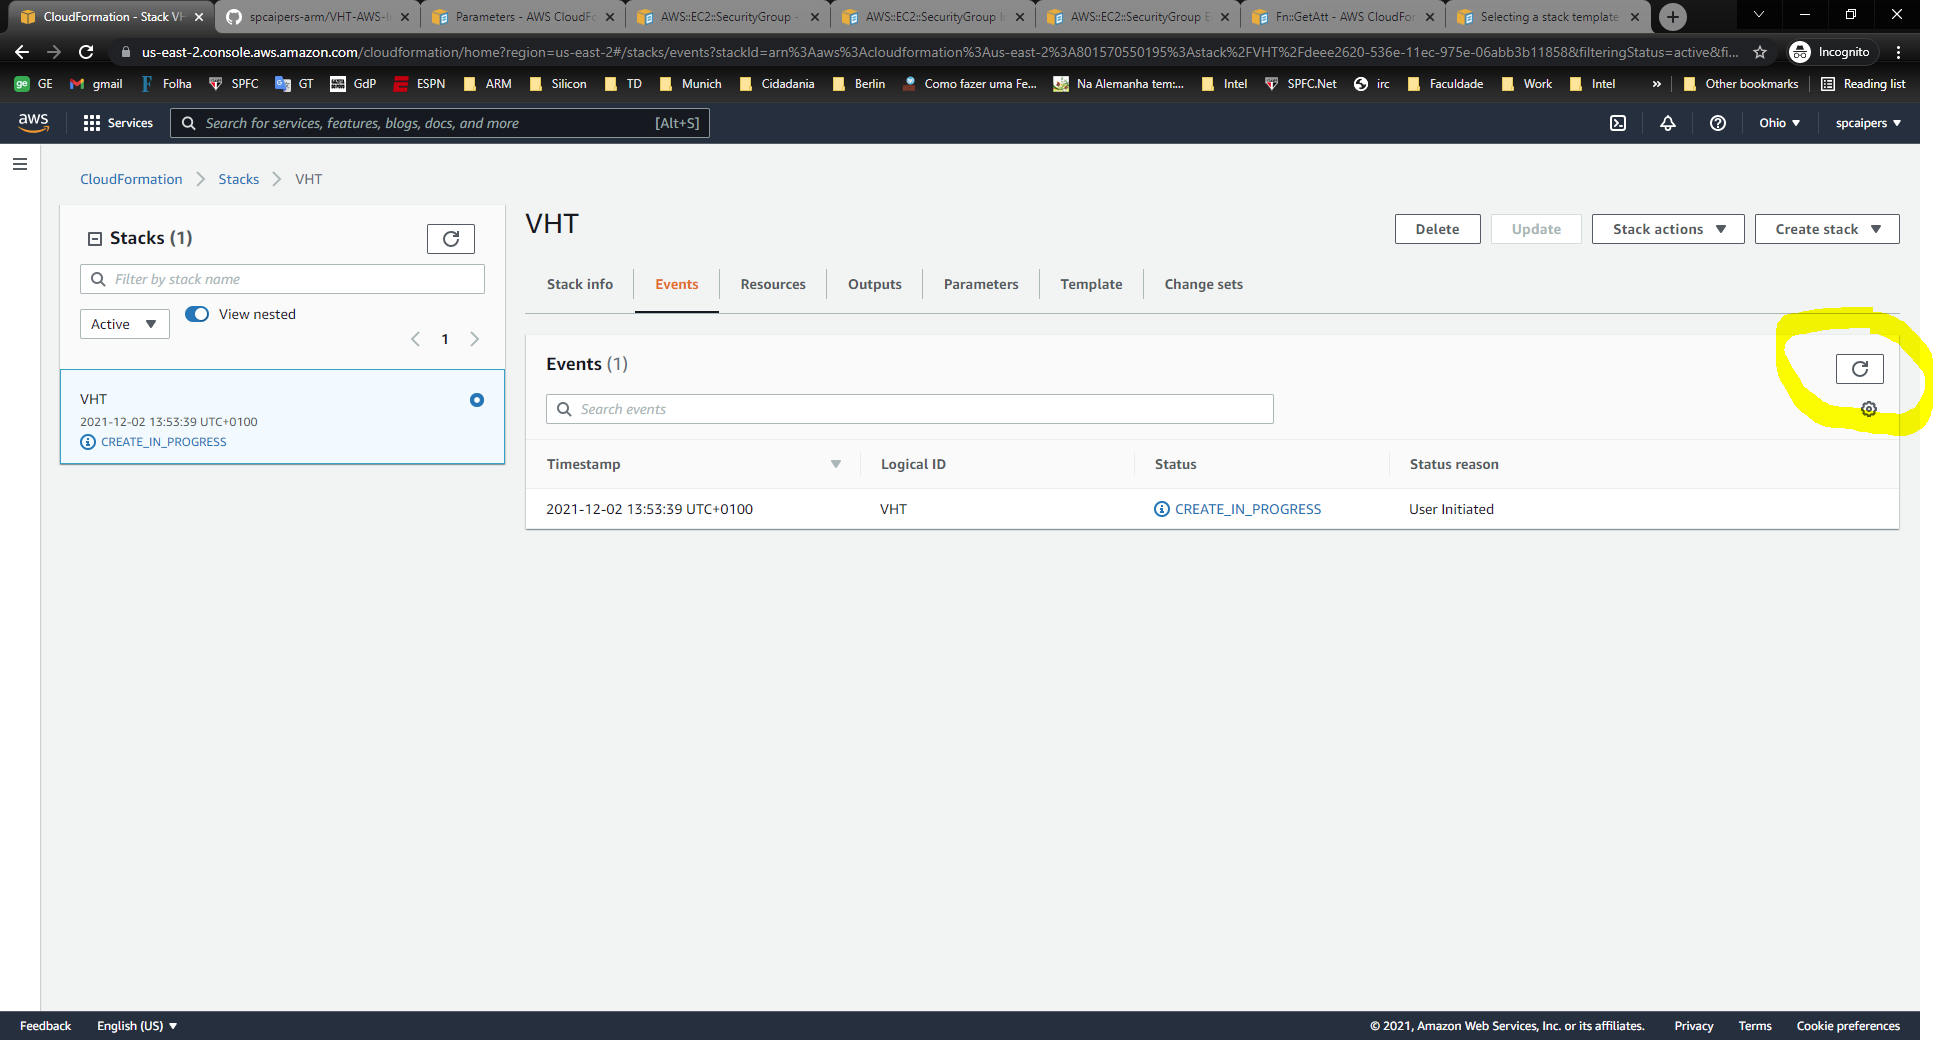 CloudFormation - Stack VH
spcaipers-arm/VHT-AWS-I
Parameters - AWS CloudFo
AWS::EC2::SecurityGroup -
AWS::EC2::SecurityGroup I
AWS::EC2::SecurityGroup E
Fn::GetAtt - AWS CloudFor
Selecting a stack template
us-east-2.console.aws.amazon.com/cloudformation/home?region=us-east-2#/stacks/events?stackId=arn%3Aaws%3Acloudformation%3Aus-east-2%3A801570550195%3Astack%2FVHT%2Fdeee2620-536e-11ec-975e-06abb3b11858&filteringStatus=active&fi...
Incognito
ge GE gmail Folha SPFC GT GdP ESPN ARM Silicon TD Munich Cidadania Berlin Como fazer uma Fe... Na Alemanha tem:... Intel SPFC.Net irc Faculdade Work Intel » Other bookmarks Reading list
aws Services Search for services, features, blogs, docs, and more [Alt+S] Ohio spcaipers
CloudFormation Stacks VHT
Stacks (1)
Filter by stack name
Active
View nested
1
VHT
2021-12-02 13:53:39 UTC+0100
CREATE_IN_PROGRESS
VHT
Delete Update Stack actions Create stack
Stack info Events Resources Outputs Parameters Template Change sets
Events (1)
Search events
Timestamp Logical ID Status Status reason
2021-12-02 13:53:39 UTC+0100 VHT CREATE_IN_PROGRESS User Initiated
Feedback English (US) © 2021, Amazon Web Services, Inc. or its affiliates. Privacy Terms Cookie preferences